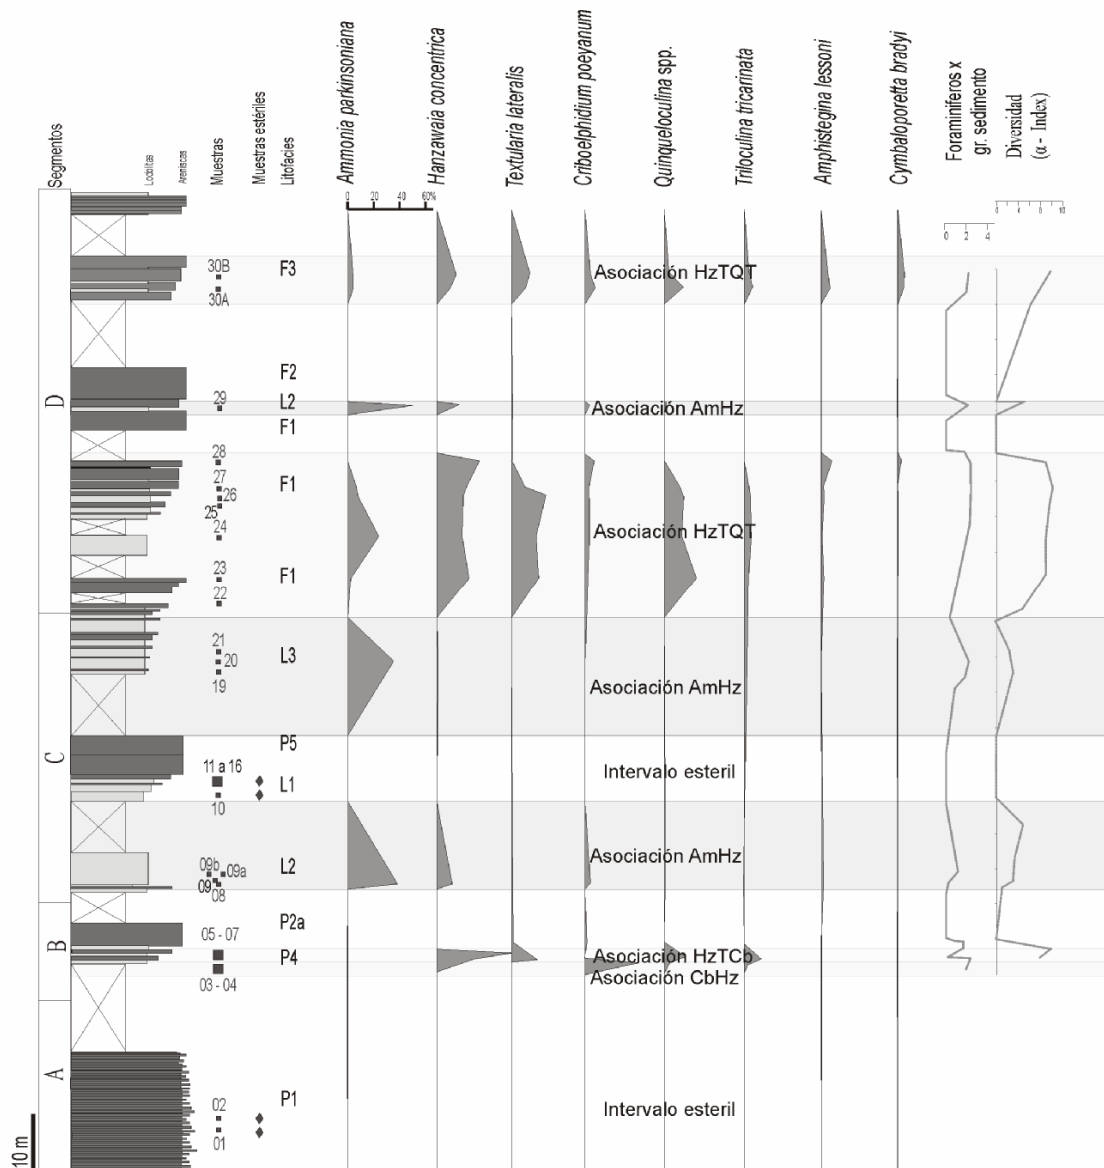 Segmentos
Lodolitas
Areniscas
Muestras
Muestras estériles
Litofacies
Ammonia parkinsoniana
Hanzawaia concentrica
Textularia lateralis
Criboelphidium poeyanum
Quinqueloculina spp.
Triloculina tricarinata
Amphistegina lessoni
Cymbaloporetta bradyi
Foraminíferos x
gr. sedimento
Diversidad
(α - Index)
0 20 40 60%
0 2 4
0 4 8 10
30B
F3
Asociación HzTQT
30A
F2
D
29
L2
Asociación AmHz
F1
28
27
F1
26
25
24
Asociación HzTQT
23
F1
22
21
L3
20
19
Asociación AmHz
C
P5
11 a 16
Intervalo esteril
L1
10
Asociación AmHz
09b
09a
L2
09
08
B
P2a
05 - 07
P4
Asociación HzTCb
Asociación CbHz
03 - 04
A
P1
02
Intervalo esteril
01
10 m